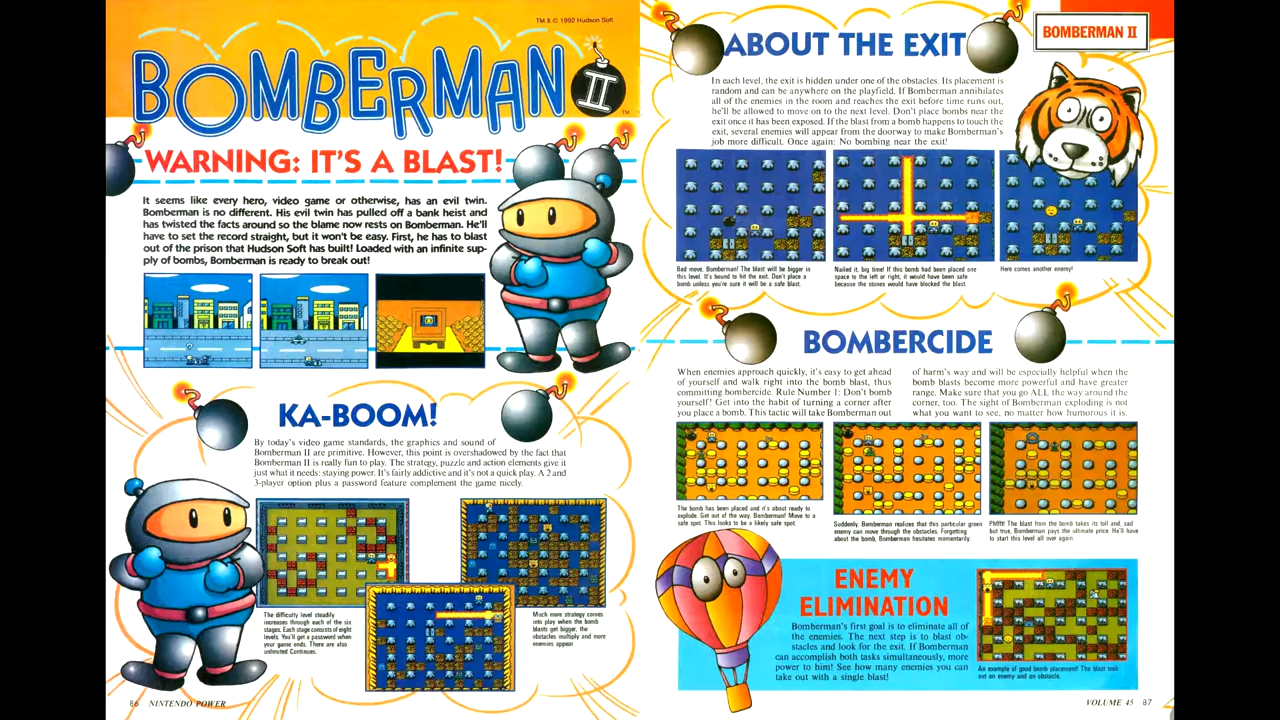 TM & © 1992 Hudson Soft
BOMBERMAN II
TM
WARNING: IT'S A BLAST!
It seems like every hero, video game or otherwise, has an evil twin.
Bomberman is no different. His evil twin has pulled off a bank heist and
has twisted the facts around so the blame now rests on Bomberman. He'll
have to set the record straight, but it won't be easy. First, he has to blast
out of the prison that Hudson Soft has built! Loaded with an infinite sup-
ply of bombs, Bomberman is ready to break out!
KA-BOOM!
By today's video game standards, the graphics and sound of
Bomberman II are primitive. However, this point is overshadowed by the fact that
Bomberman II is really fun to play. The strategy, puzzle and action elements give it
just what it needs: staying power. It's fairly addictive and it's not a quick play. A 2 and
3-player option plus a password feature complement the game nicely.
The difficulty level steadily
increases through each of the six
stages. Each stage consists of eight
levels. You'll get a password when
your game ends. There are also
unlimited Continues.
Much more strategy comes
into play when the bomb
blasts get bigger, the
obstacles multiply and more
enemies appear.
86 NINTENDO POWER
BOMBERMAN II
ABOUT THE EXIT
In each level, the exit is hidden under one of the obstacles. Its placement is
random and can be anywhere on the playfield. If Bomberman annihilates
all of the enemies in the room and reaches the exit before time runs out,
he'll be allowed to move on to the next level. Don't place bombs near the
exit once it has been exposed. If the blast from a bomb happens to touch the
exit, several enemies will appear from the doorway to make Bomberman's
job more difficult. Once again: No bombing near the exit!
Bad move, Bomberman! The blast will be bigger in
this level. It's bound to hit the exit. Don't place a
bomb unless you're sure it will be a safe blast.
Nailed it, big time! If this bomb had been placed one
space to the left or right, it would have been safe
because the stones would have blocked the blast.
Here comes another enemy!
BOMBERCIDE
When enemies approach quickly, it's easy to get ahead
of yourself and walk right into the bomb blast, thus
committing bombercide. Rule Number 1: Don't bomb
yourself! Get into the habit of turning a corner after
you place a bomb. This tactic will take Bomberman out
of harm's way and will be especially helpful when the
bomb blasts become more powerful and have greater
range. Make sure that you go ALL the way around the
corner, too. The sight of Bomberman exploding is not
what you want to see, no matter how humorous it is.
The bomb has been placed and it's about ready to
explode. Get out of the way, Bomberman! Move to a
safe spot. This looks to be a likely safe spot.
Suddenly, Bomberman realizes that this particular green
enemy can move through the obstacles. Forgetting
about the bomb, Bomberman hesitates momentarily.
Phffft! The blast from the bomb takes its toll and, sad
but true, Bomberman pays the ultimate price. He'll have
to start this level all over again.
ENEMY
ELIMINATION
Bomberman's first goal is to eliminate all of
the enemies. The next step is to blast ob-
stacles and look for the exit. If Bomberman
can accomplish both tasks simultaneously, more
power to him! See how many enemies you can
take out with a single blast!
An example of good bomb placement! The blast took
out an enemy and an obstacle.
VOLUME 45 87